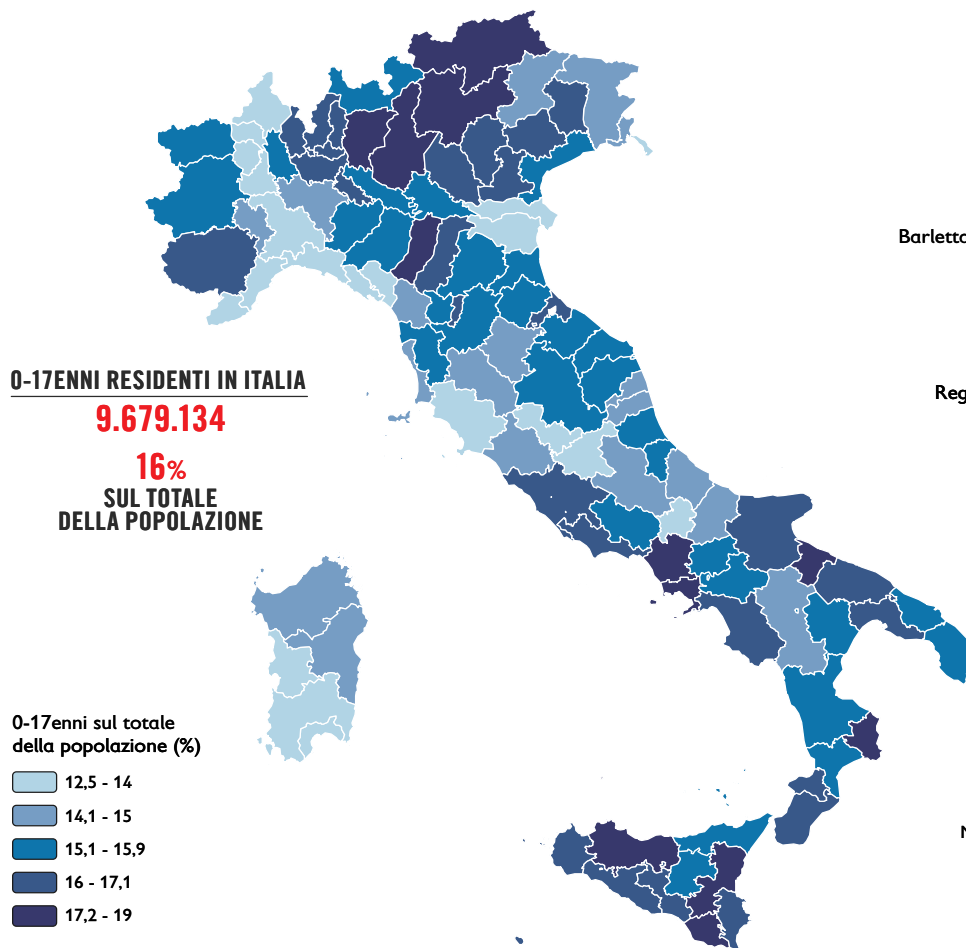 Barletta
0-17ENNI RESIDENTI IN ITALIA
9.679.134
Reg
16%
SUL TOTALE
DELLA POPOLAZIONE
0-17enni sul totale
della popolazione (%)
12,5 - 14
14,1 - 15
15,1 - 15,9
16 - 17,1
17,2 - 19